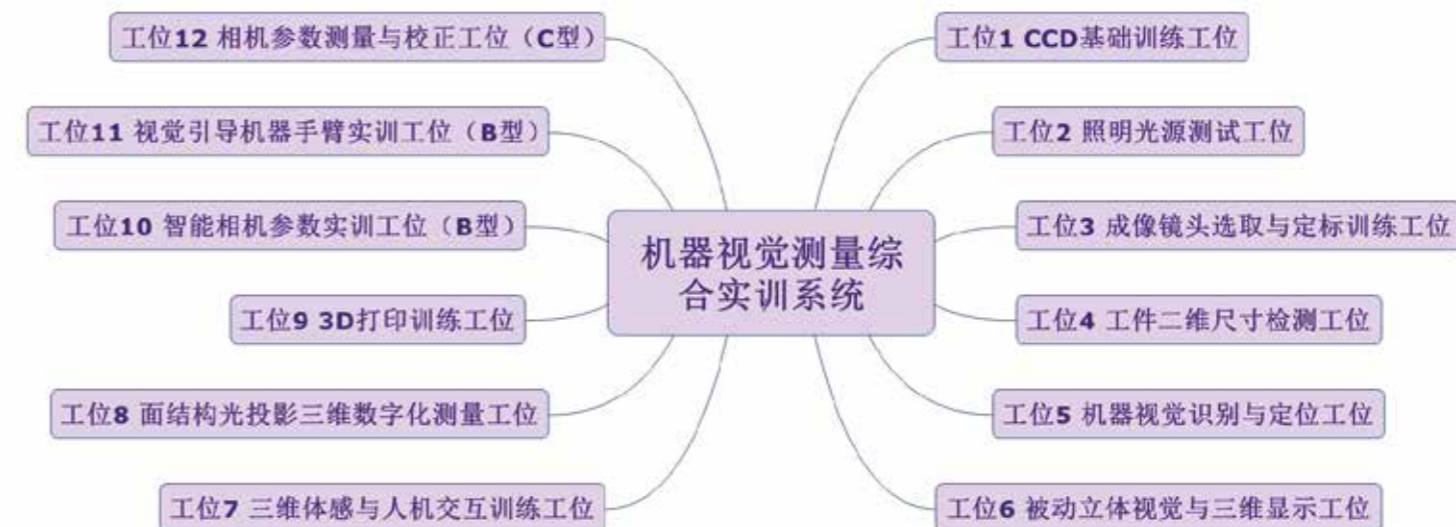 工位12 相机参数测量与校正工位（C型）
工位1 CCD基础训练工位
工位11 视觉引导机器手臂实训工位（B型）
工位2 照明光源测试工位
工位10 智能相机参数实训工位（B型）
工位3 成像镜头选取与定标训练工位
机器视觉测量综
合实训系统
工位9 3D打印训练工位
工位4 工件二维尺寸检测工位
工位8 面结构光投影三维数字化测量工位
工位5 机器视觉识别与定位工位
工位7 三维体感与人机交互训练工位
工位6 被动立体视觉与三维显示工位